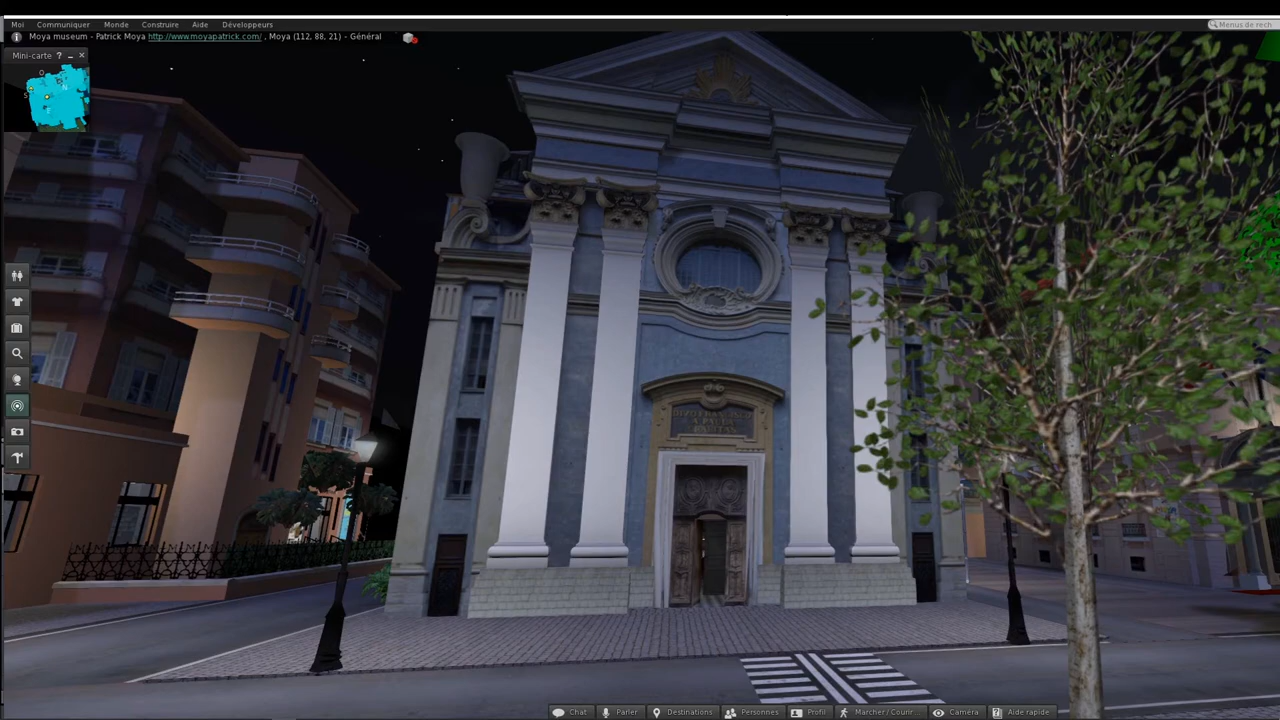 Moi Communiquer Monde Construire Aide Développeurs
Menus de rech
Moya museum - Patrick Moya http://www.moyapatrick.com/ , Moya (112, 88, 21) - Général
Mini-carte ? _ ×
O
N
S
E
Chat Parler Destinations Personnes Profil Marcher / Courir... Caméra Aide rapide